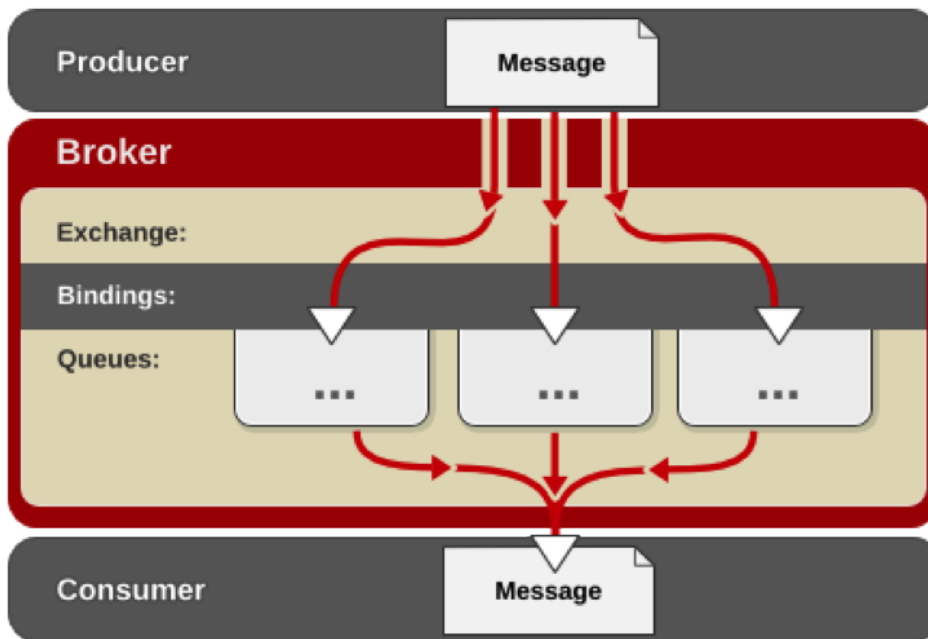 Producer
Message
Broker
Exchange:
Bindings:
Queues:
... ... ...
Consumer
Message